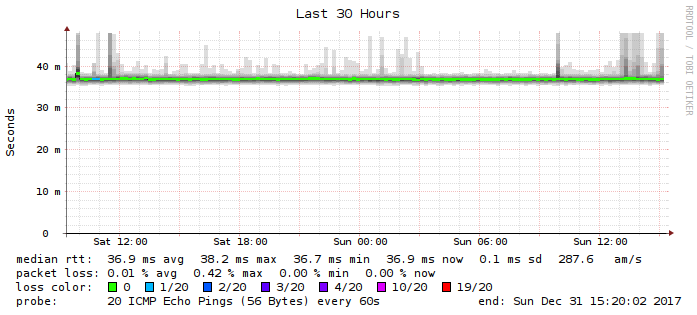 Last 30 Hours
RRDTOOL / TOBI OETIKER
Seconds
40 m
30 m
20 m
10 m
0
Sat 12:00 Sat 18:00 Sun 00:00 Sun 06:00 Sun 12:00
median rtt: 36.9 ms avg 38.2 ms max 36.7 ms min 36.9 ms now 0.1 ms sd 287.6 am/s
packet loss: 0.01 % avg 0.42 % max 0.00 % min 0.00 % now
loss color: 0 1/20 2/20 3/20 4/20 10/20 19/20
probe: 20 ICMP Echo Pings (56 Bytes) every 60s end: Sun Dec 31 15:20:02 2017